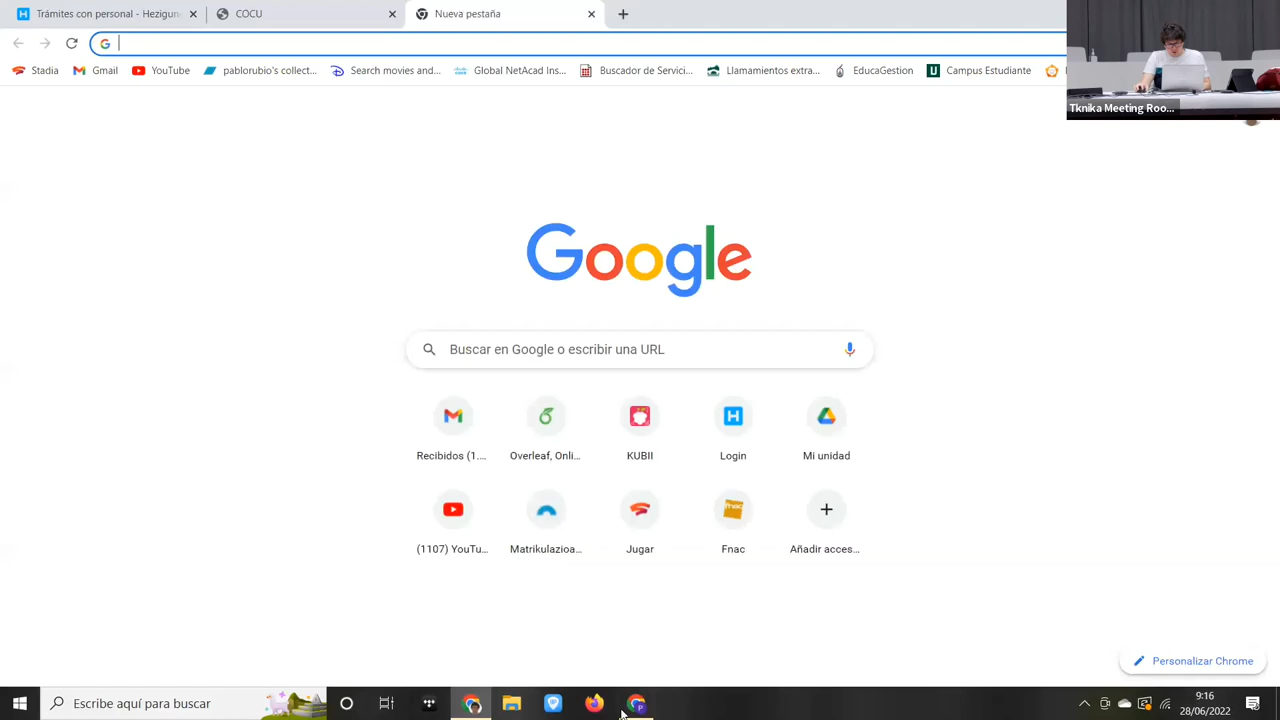 Trámites con personal - Hezigun
COCU
Nueva pestaña
Stadia
Gmail
YouTube
pablorubio's collect...
Search movies and...
Global NetAcad Ins...
Buscador de Servici...
Llamamientos extra...
EducaGestion
Campus Estudiante
Tknika Meeting Roo...
Google
Buscar en Google o escribir una URL
Recibidos (1....
Overleaf, Onli...
KUBII
Login
Mi unidad
(1107) YouTu...
Matrikulazioa...
Jugar
Fnac
Añadir acces...
Personalizar Chrome
Escribe aquí para buscar
9:16
28/06/2022